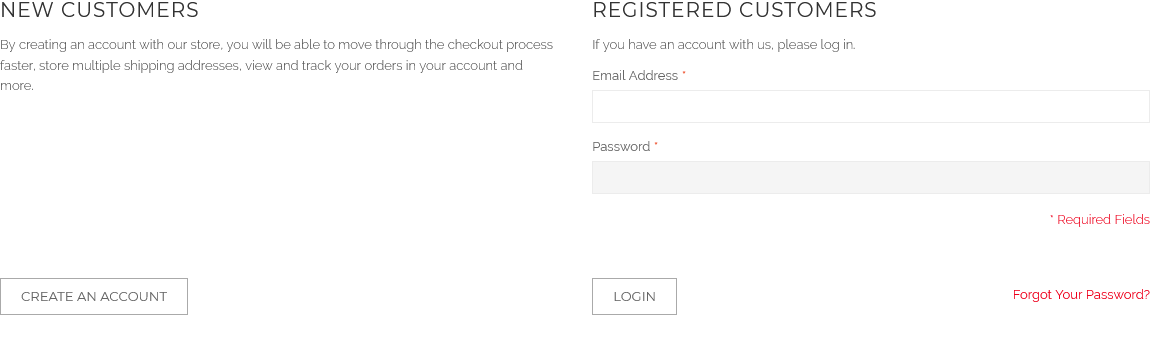 NEW CUSTOMERS
By creating an account with our store, you will be able to move through the checkout process
faster, store multiple shipping addresses, view and track your orders in your account and
more.
CREATE AN ACCOUNT
REGISTERED CUSTOMERS
If you have an account with us, please log in.
Email Address *
Password *
* Required Fields
LOGIN
Forgot Your Password?